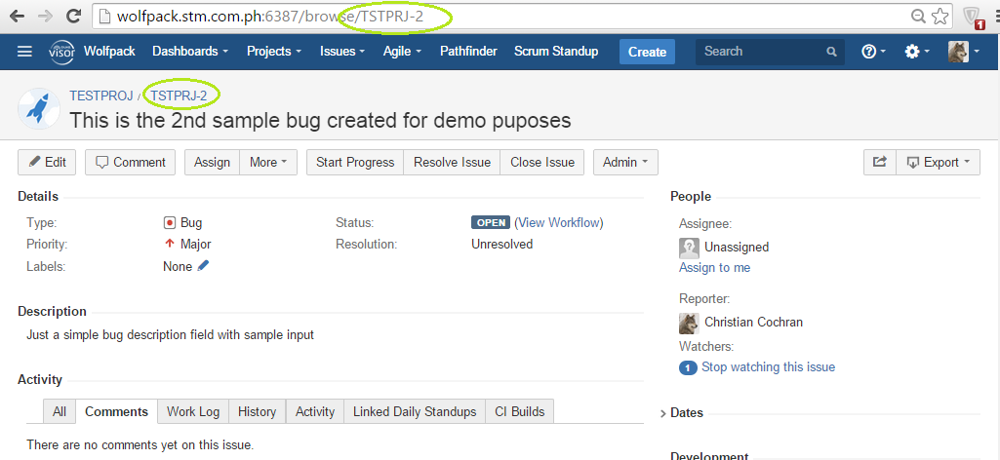 wolfpack.stm.com.ph:6387/browse/TSTPRJ-2
1
VISOR Wolfpack Dashboards Projects Issues Agile Pathfinder Scrum Standup Create Search
TESTPROJ / TSTPRJ-2
This is the 2nd sample bug created for demo puposes
Edit Comment Assign More Start Progress Resolve Issue Close Issue Admin Export
Details
Type: Bug Status: OPEN (View Workflow)
Priority: Major Resolution: Unresolved
Labels: None
Description
Just a simple bug description field with sample input
Activity
All Comments Work Log History Activity Linked Daily Standups CI Builds
There are no comments yet on this issue.
People
Assignee:
Unassigned
Assign to me
Reporter:
Christian Cochran
Watchers:
1 Stop watching this issue
Dates
Development